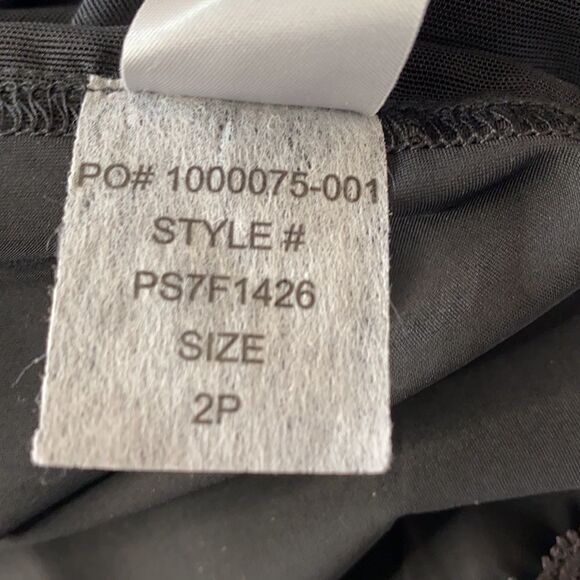 PO# 1000075-001
STYLE #
PS7F1426
SIZE
2P